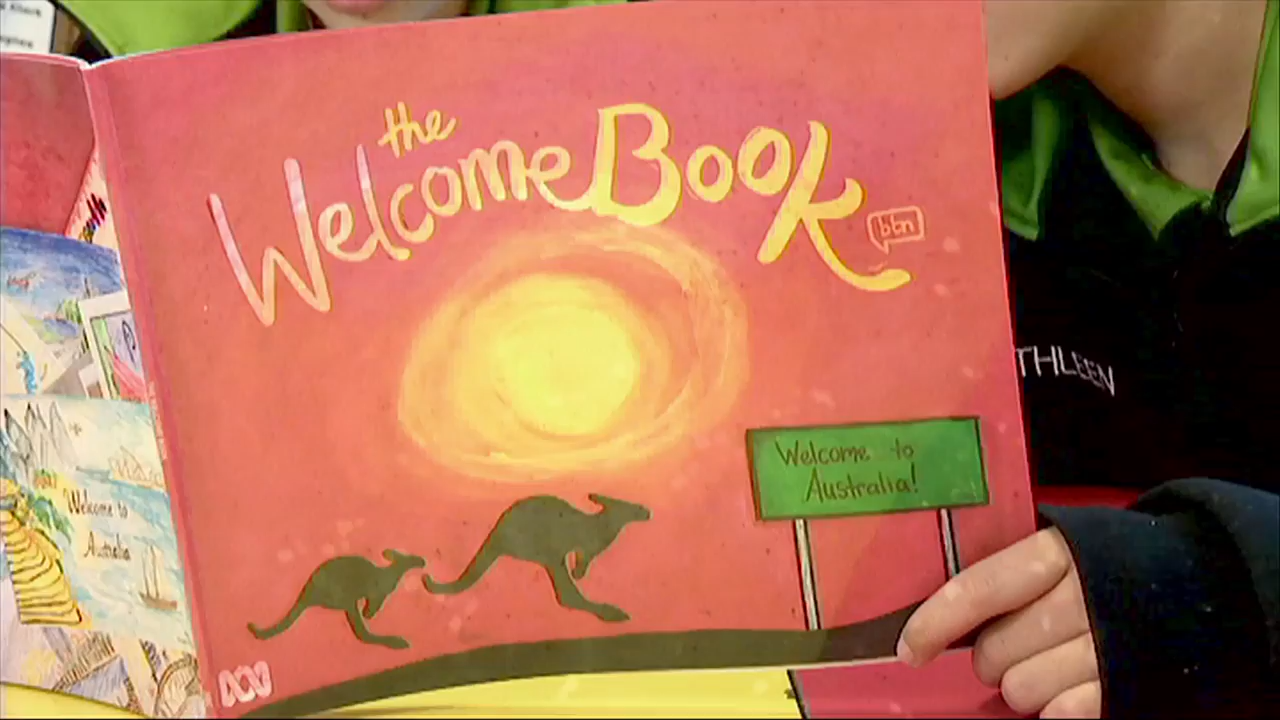 the
Welcome Book
btn
Welcome to
Australia!
THLEEN
Welcome to
Australia
ABC